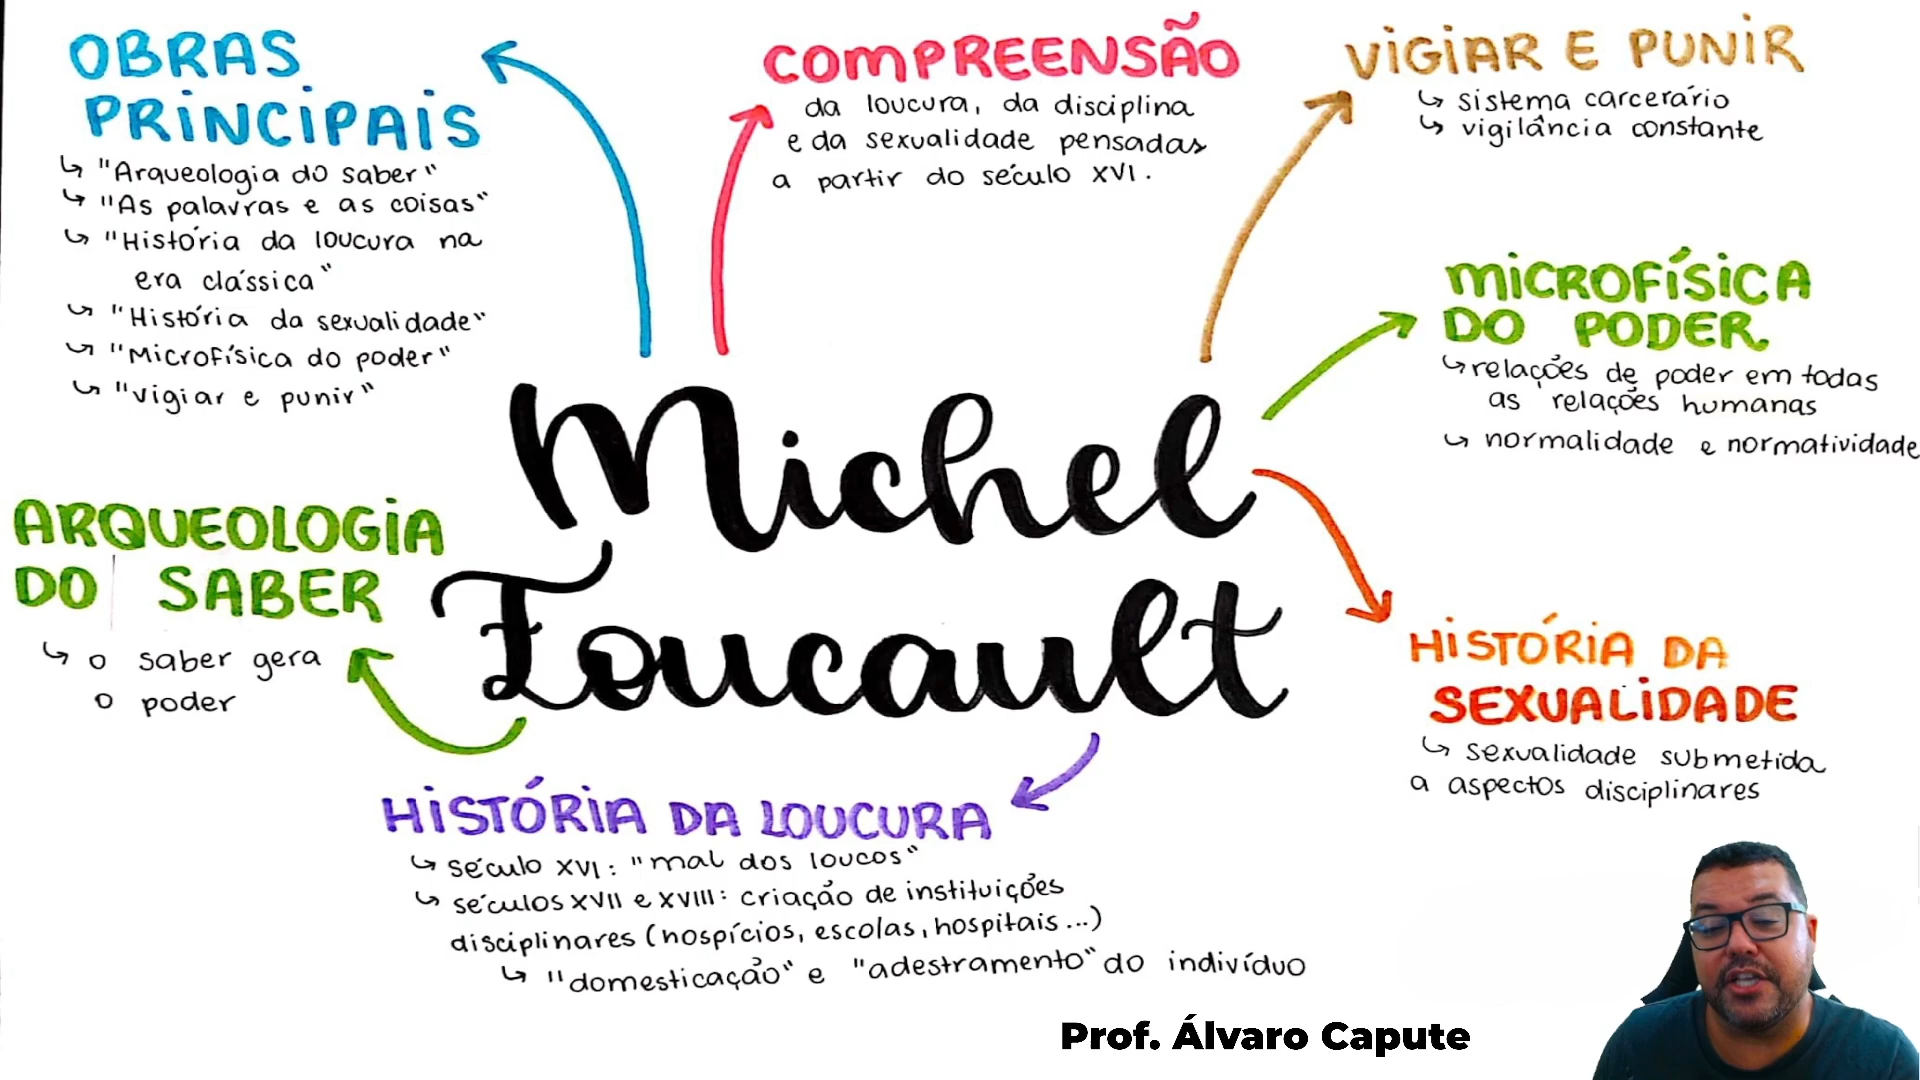 OBRAS
PRINCIPAIS
↳ "Arqueologia do saber"
↳ "As palavras e as coisas"
↳ "História da loucura na
era clássica"
↳ "História da sexualidade"
↳ "Microfísica do poder"
↳ "vigiar e punir"
COMPREENSÃO
da loucura, da disciplina
e da sexualidade pensadas
a partir do século XVI.
VIGIAR E PUNIR
↳ sistema carcerário
↳ vigilância constante
MICROFÍSICA
DO PODER
↳ relações de poder em todas
as relações humanas
↳ normalidade e normatividade
Michel
Foucault
ARQUEOLOGIA
DO SABER
↳ o saber gera
o poder
HISTÓRIA DA
SEXUALIDADE
↳ sexualidade submetida
a aspectos disciplinares
HISTÓRIA DA LOUCURA
↳ século XVI: "mal dos loucos"
↳ séculos XVII e XVIII: criação de instituições
disciplinares (hospícios, escolas, hospitais...)
↳ "domesticação" e "adestramento" do indivíduo
Prof. Álvaro Capute